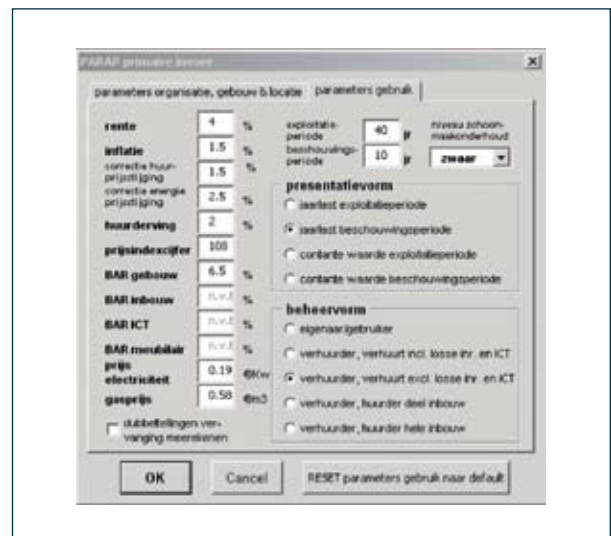 PARAP primaire invoer
parameters organisatie, gebouw & locatie
parameters gebruik
rente 4 %
inflatie 1.5 %
correctie huur-
prijsstijging 1.5 %
correctie energie
prijsstijging 2.5 %
huurderving 2 %
prijsindexcijfer 108
BAR gebouw 6.5 %
BAR inbouw n.v.t %
BAR ICT n.v.t %
BAR meubilair n.v.t %
prijs
electriciteit 0.19 €Kw
gasprijs 0.58 €m3
dubbeltellingen ver-
vanging meerekenen
exploitatie-
periode 40 jr
beschouwings-
periode 10 jr
niveau schoon-
maakonderhoud
zwaar
presentatievorm
jaarlast exploitatieperiode
jaarlast beschouwingsperiode
contante waarde exploitatieperiode
contante waarde beschouwingsperiode
beheervorm
eigenaar/gebruiker
verhuurder, verhuurt incl. losse inr. en ICT
verhuurder, verhuurt excl. losse inr. en ICT
verhuurder, huurder deel inbouw
verhuurder, huurder hele inbouw
OK
Cancel
RESET parameters gebruik naar default